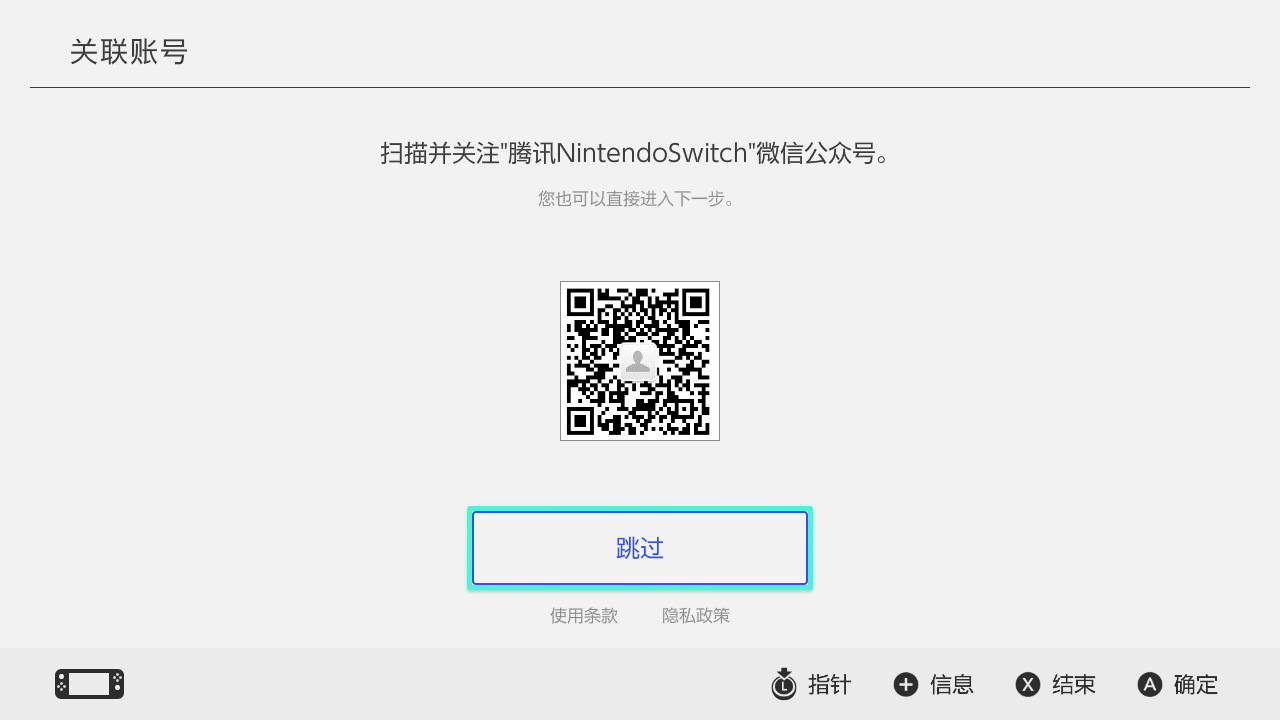 关联账号
扫描并关注"腾讯NintendoSwitch"微信公众号。
您也可以直接进入下一步。
跳过
使用条款 隐私政策
L 指针 + 信息 X 结束 A 确定